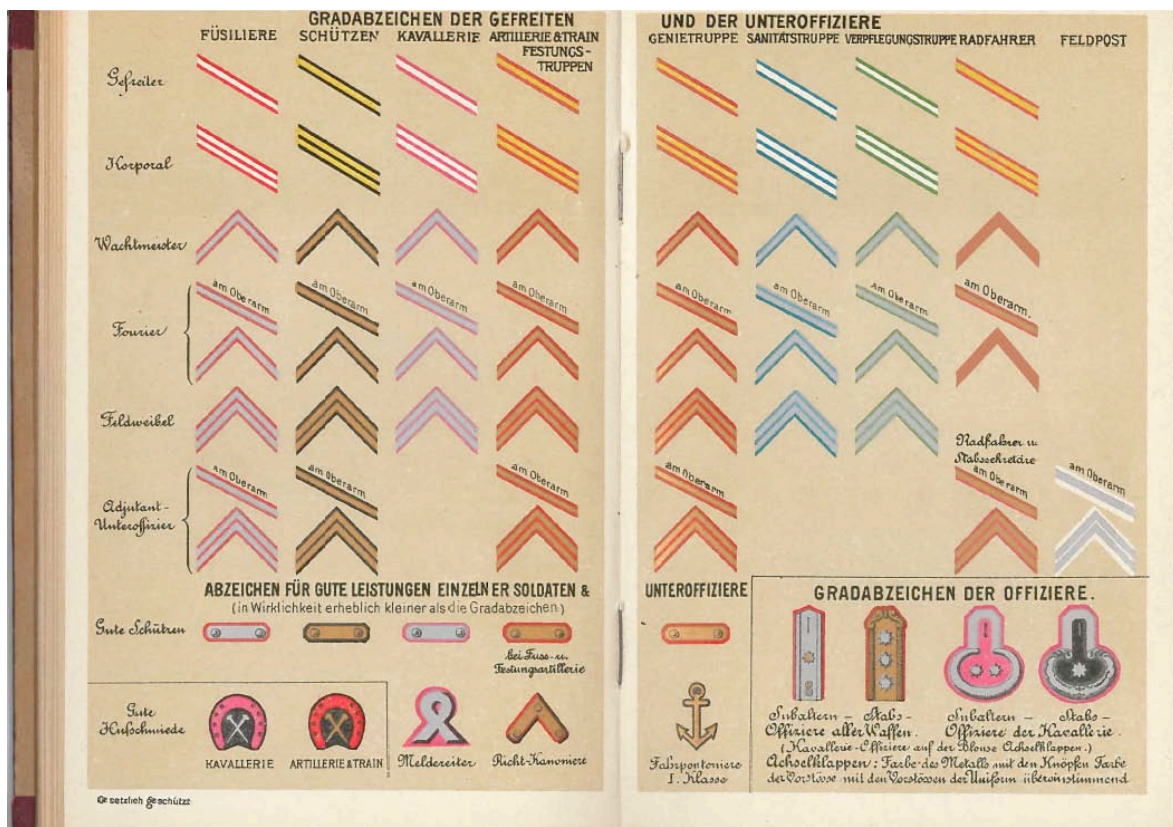 GRADABZEICHEN DER GEFREITEN
UND DER UNTEROFFIZIERE
FÜSILIERE
SCHÜTZEN
KAVALLERIE
ARTILLERIE & TRAIN
FESTUNGS-
TRUPPEN
GENIETRUPPE
SANITÄTSTRUPPE
VERPFLEGUNGSTRUPPE
RADFAHRER
FELDPOST
Gefreiter
Korporal
Wachtmeister
Fourier
am Oberarm
am Oberarm
am Oberarm
am Oberarm
am Oberarm
am Oberarm
am Oberarm
am Oberarm.
Feldweibel
Radfahrer u.
Stabssekretäre
Adjutant-
Unteroffizier
am Oberarm
am Oberarm
am Oberarm
am Oberarm
am Oberarm
am Oberarm
ABZEICHEN FÜR GUTE LEISTUNGEN EINZELNER SOLDATEN &
UNTEROFFIZIERE
(in Wirklichkeit erheblich kleiner als die Gradabzeichen)
Gute Schützen
bei Fuss- u.
Festungsartillerie
Gute
Hufschmiede
KAVALLERIE
ARTILLERIE & TRAIN
Meldereiter
Richt-Kanoniere
Fahrpontoniere
I. Klasse
GRADABZEICHEN DER OFFIZIERE.
Subaltern - Stabs-
Offiziere aller Waffen.
Subaltern - Stabs-
Offiziere der Kavallerie.
(Kavallerie-Offiziere auf der Blouse Achselklappen.)
Achselklappen: Farbe des Metalls mit den Knöpfen Farbe
der Vorstösse mit den Vorstössen der Uniform übereinstimmend
Gesetzlich geschützt